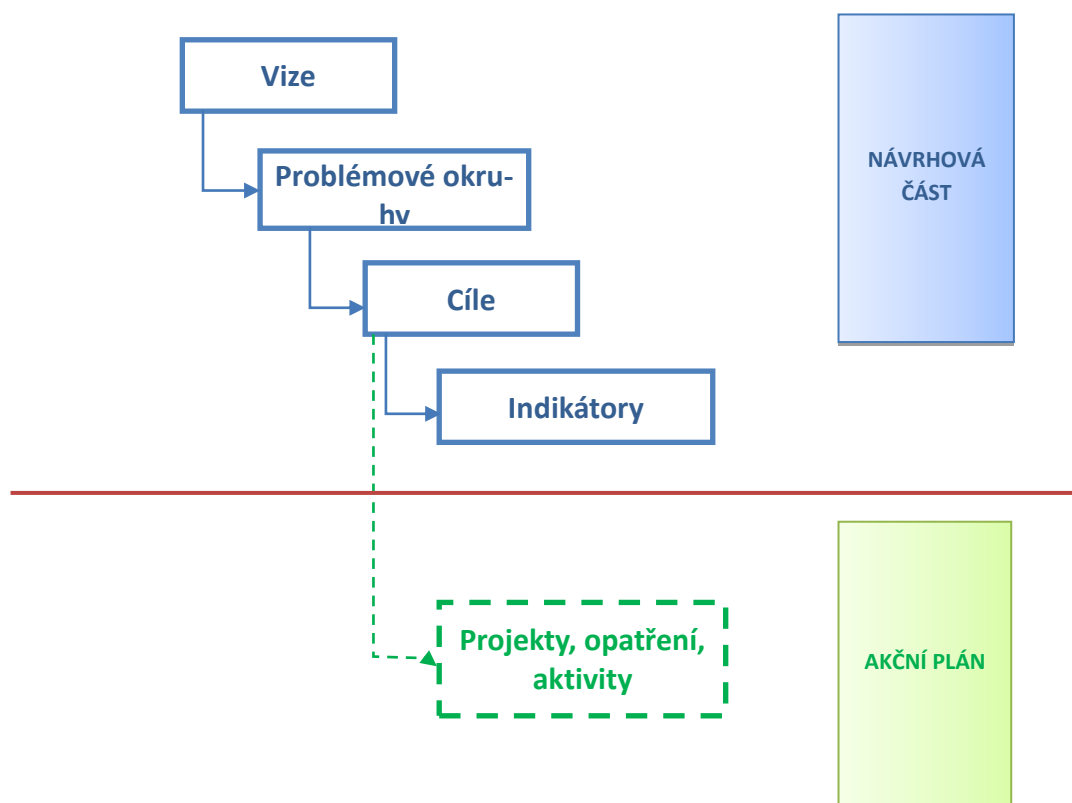 Vize
NÁVRHOVÁ
ČÁST
Problémové okru-
hy
Cíle
Indikátory
Projekty, opatření,
aktivity
AKČNÍ PLÁN